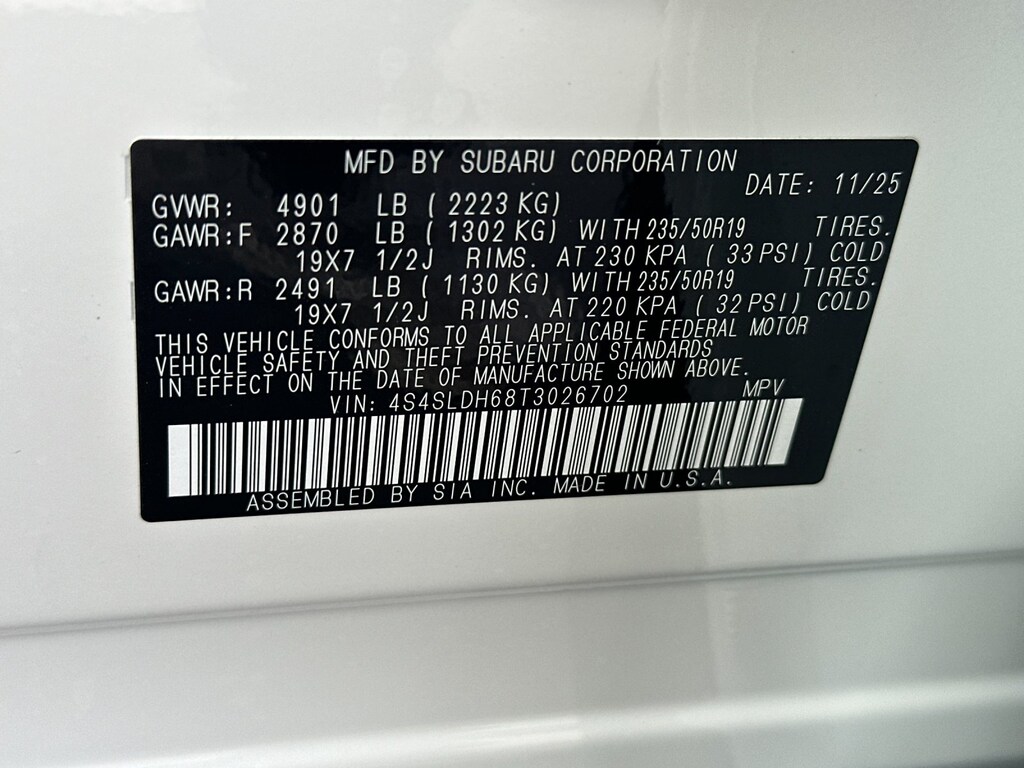 MFD BY SUBARU CORPORATION
DATE: 11/25
GVWR: 4901 LB (2223 KG)
GAWR:F 2870 LB (1302 KG) WITH 235/50R19 TIRES.
19X7 1/2J RIMS. AT 230 KPA (33 PSI) COLD
GAWR:R 2491 LB (1130 KG) WITH 235/50R19 TIRES.
19X7 1/2J RIMS. AT 220 KPA (32 PSI) COLD
THIS VEHICLE CONFORMS TO ALL APPLICABLE FEDERAL MOTOR
VEHICLE SAFETY AND THEFT PREVENTION STANDARDS
IN EFFECT ON THE DATE OF MANUFACTURE SHOWN ABOVE.
VIN: 4S4SLDH68T3026702 MPV
ASSEMBLED BY SIA INC. MADE IN U.S.A.